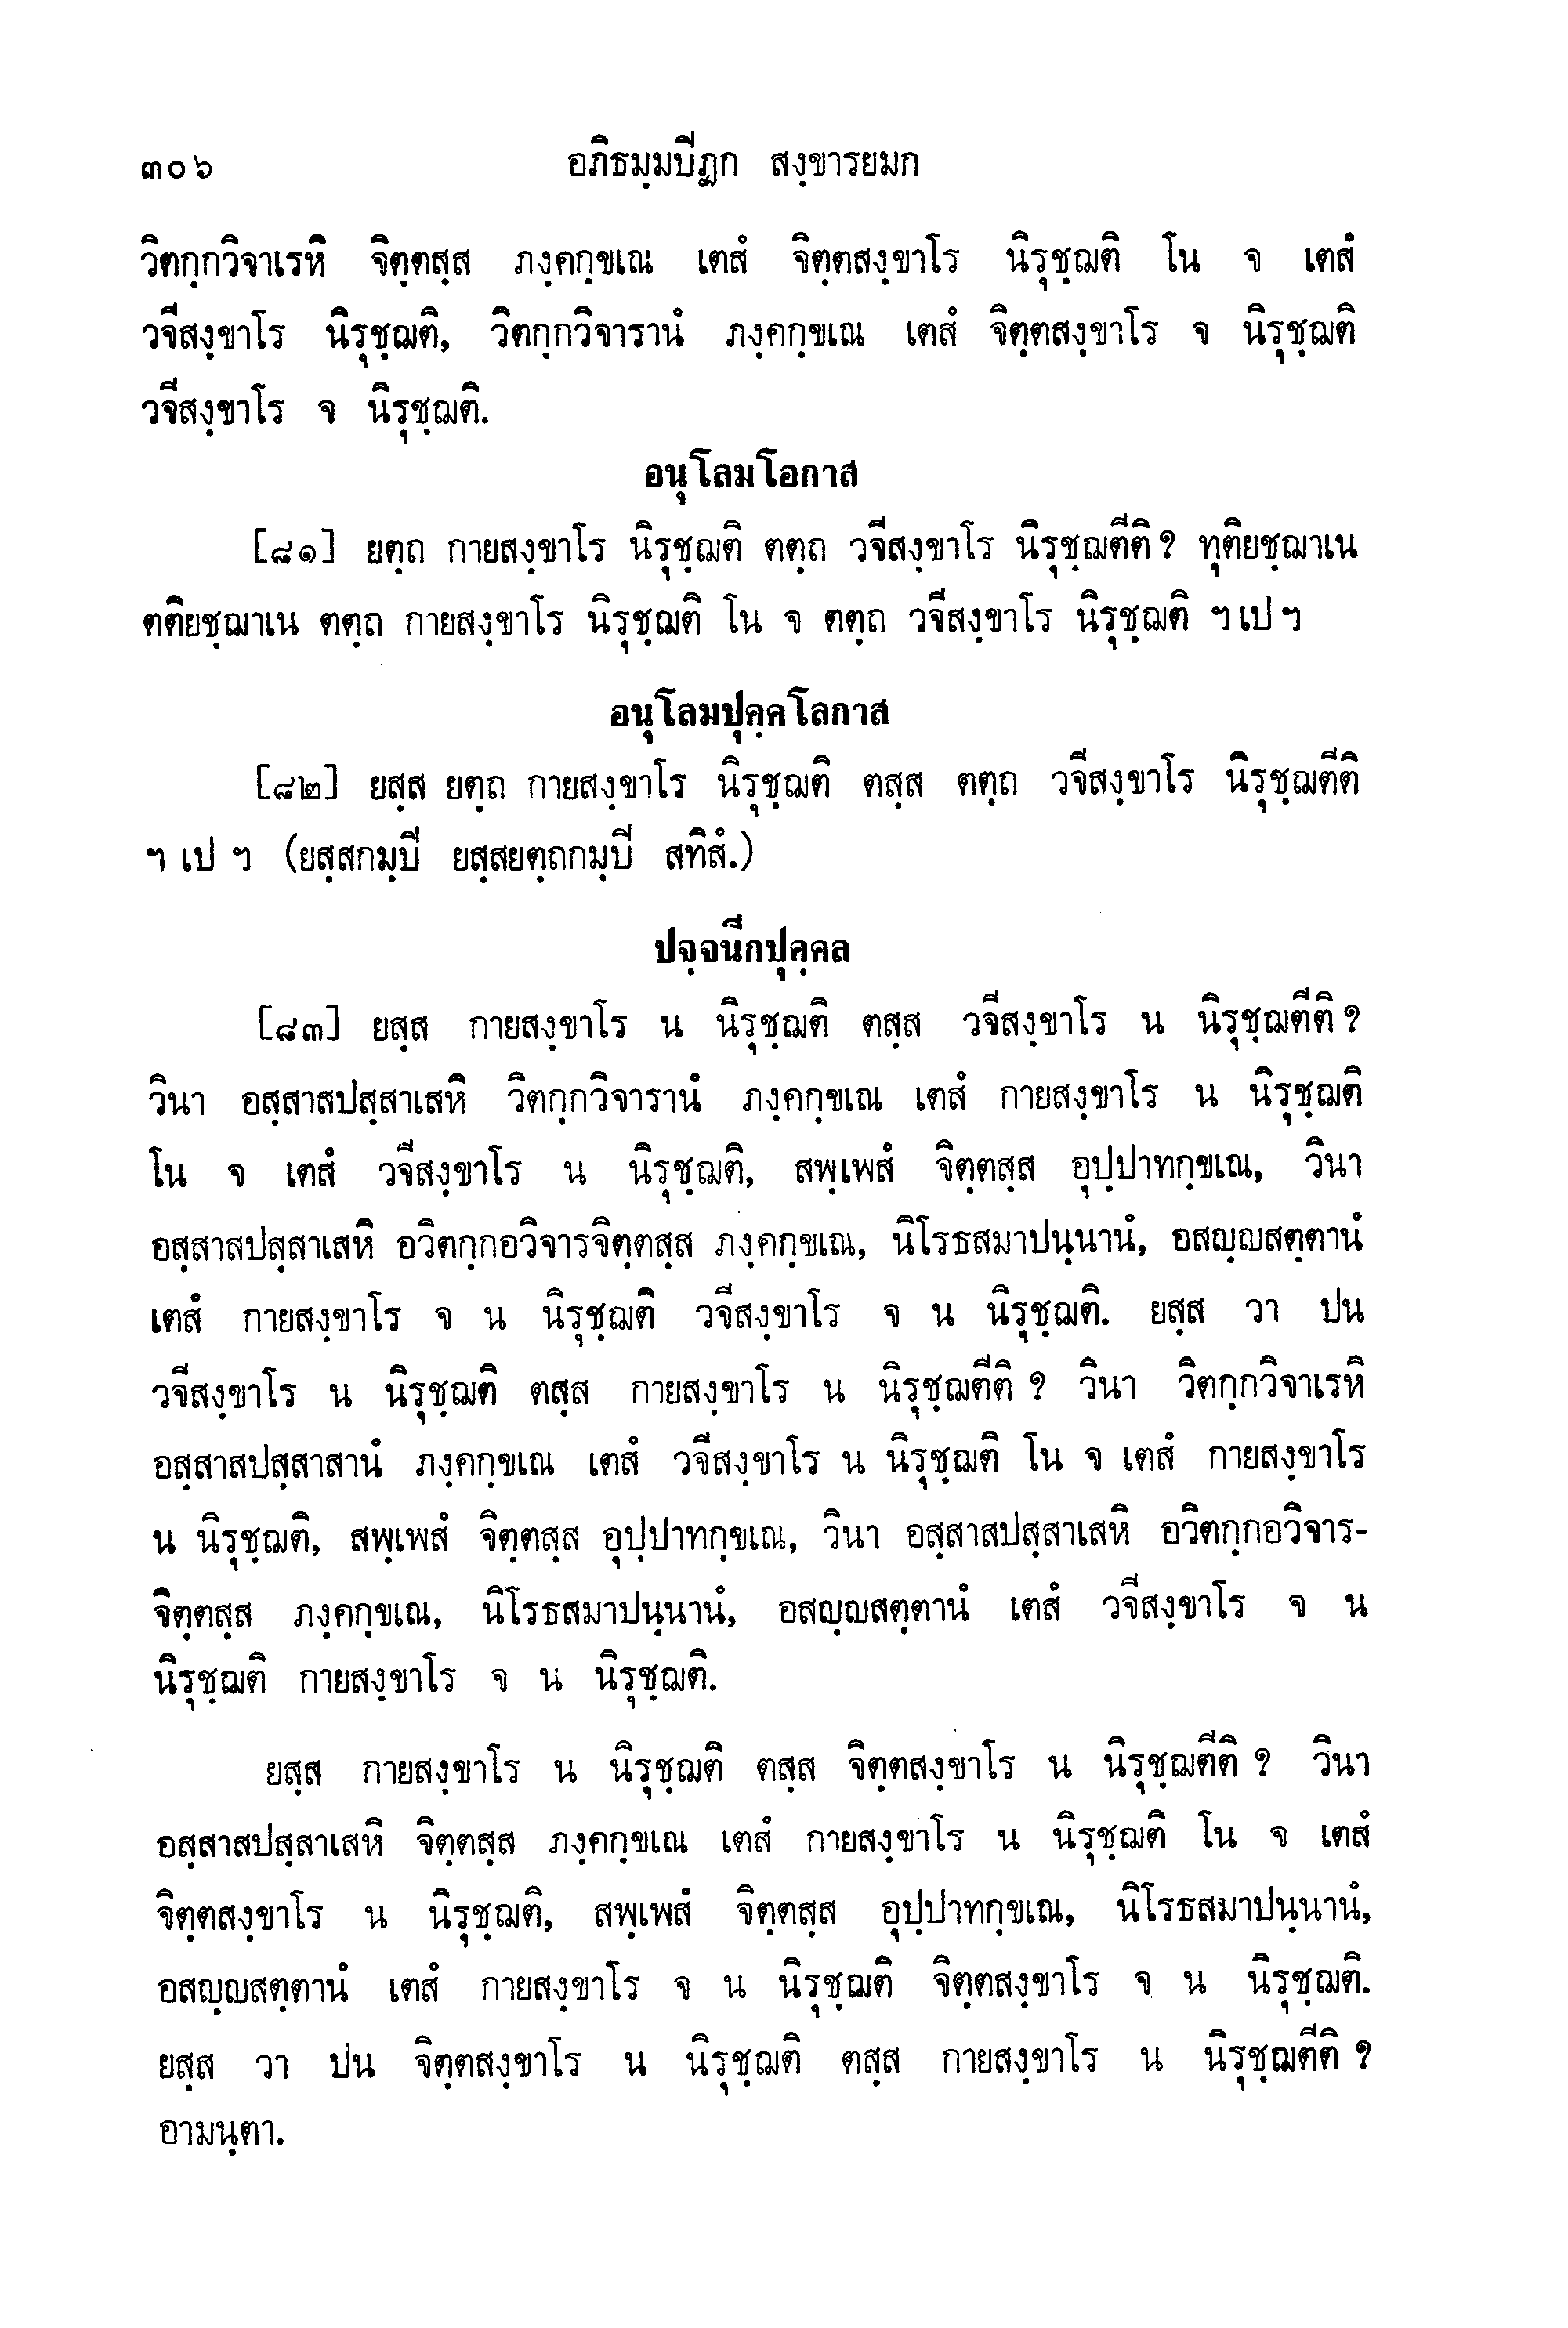 ๓๐๖ อภิธมฺมปีฏก สงฺขารยมก
วิตกฺกวิจาเรหิ จิตฺตสฺส ภงฺคกฺขเณ เตสํ จิตฺตสงฺขาโร นิรุชฺฌติ โน จ เตสํ
วจีสงฺขาโร นิรุชฺฌติ, วิตกฺกวิจารานํ ภงฺคกฺขเณ เตสํ จิตฺตสงฺขาโร จ นิรุชฺฌติ
วจีสงฺขาโร จ นิรุชฺฌติ.
อนุโลมโอกาส
[๘๑] ยตฺถ กายสงฺขาโร นิรุชฺฌติ ตตฺถ วจีสงฺขาโร นิรุชฺฌตีติ ? ทุติยชฺฌาเน
ตติยชฺฌาเน ตตฺถ กายสงฺขาโร นิรุชฺฌติ โน จ ตตฺถ วจีสงฺขาโร นิรุชฺฌติ ฯ เป ฯ
อนุโลมปุคฺคโลกาส
[๘๒] ยสฺส ยตฺถ กายสงฺขาโร นิรุชฺฌติ ตสฺส ตตฺถ วจีสงฺขาโร นิรุชฺฌตีติ
ฯ เป ฯ (ยสฺสกมฺปี ยสฺสยตฺถกมฺปี สทิสํ.)
ปจฺจนีกปุคฺคล
[๘๓] ยสฺส กายสงฺขาโร น นิรุชฺฌติ ตสฺส วจีสงฺขาโร น นิรุชฺฌตีติ ?
วินา อสฺสาสปสฺสาเสหิ วิตกฺกวิจารานํ ภงฺคกฺขเณ เตสํ กายสงฺขาโร น นิรุชฺฌติ
โน จ เตสํ วจีสงฺขาโร น นิรุชฺฌติ, สพฺเพสํ จิตฺตสฺส อุปฺปาทกฺขเณ, วินา
อสฺสาสปสฺสาเสหิ อวิตกฺกอวิจารจิตฺตสฺส ภงฺคกฺขเณ, นิโรธสมาปนฺนานํ, อสญฺญสตฺตานํ
เตสํ กายสงฺขาโร จ น นิรุชฺฌติ วจีสงฺขาโร จ น นิรุชฺฌติ. ยสฺส วา ปน
วจีสงฺขาโร น นิรุชฺฌติ ตสฺส กายสงฺขาโร น นิรุชฺฌตีติ ? วินา วิตกฺกวิจาเรหิ
อสฺสาสปสฺสาสานํ ภงฺคกฺขเณ เตสํ วจีสงฺขาโร น นิรุชฺฌติ โน จ เตสํ กายสงฺขาโร
น นิรุชฺฌติ, สพฺเพสํ จิตฺตสฺส อุปฺปาทกฺขเณ, วินา อสฺสาสปสฺสาเสหิ อวิตกฺกอวิจาร-
จิตฺตสฺส ภงฺคกฺขเณ, นิโรธสมาปนฺนานํ, อสญฺญสตฺตานํ เตสํ วจีสงฺขาโร จ น
นิรุชฺฌติ กายสงฺขาโร จ น นิรุชฺฌติ.
ยสฺส กายสงฺขาโร น นิรุชฺฌติ ตสฺส จิตฺตสงฺขาโร น นิรุชฺฌตีติ ? วินา
อสฺสาสปสฺสาเสหิ จิตฺตสฺส ภงฺคกฺขเณ เตสํ กายสงฺขาโร น นิรุชฺฌติ โน จ เตสํ
จิตฺตสงฺขาโร น นิรุชฺฌติ, สพฺเพสํ จิตฺตสฺส อุปฺปาทกฺขเณ, นิโรธสมาปนฺนานํ,
อสญฺญสตฺตานํ เตสํ กายสงฺขาโร จ น นิรุชฺฌติ จิตฺตสงฺขาโร จ น นิรุชฺฌติ.
ยสฺส วา ปน จิตฺตสงฺขาโร น นิรุชฺฌติ ตสฺส กายสงฺขาโร น นิรุชฺฌตีติ ?
อามนฺตา.